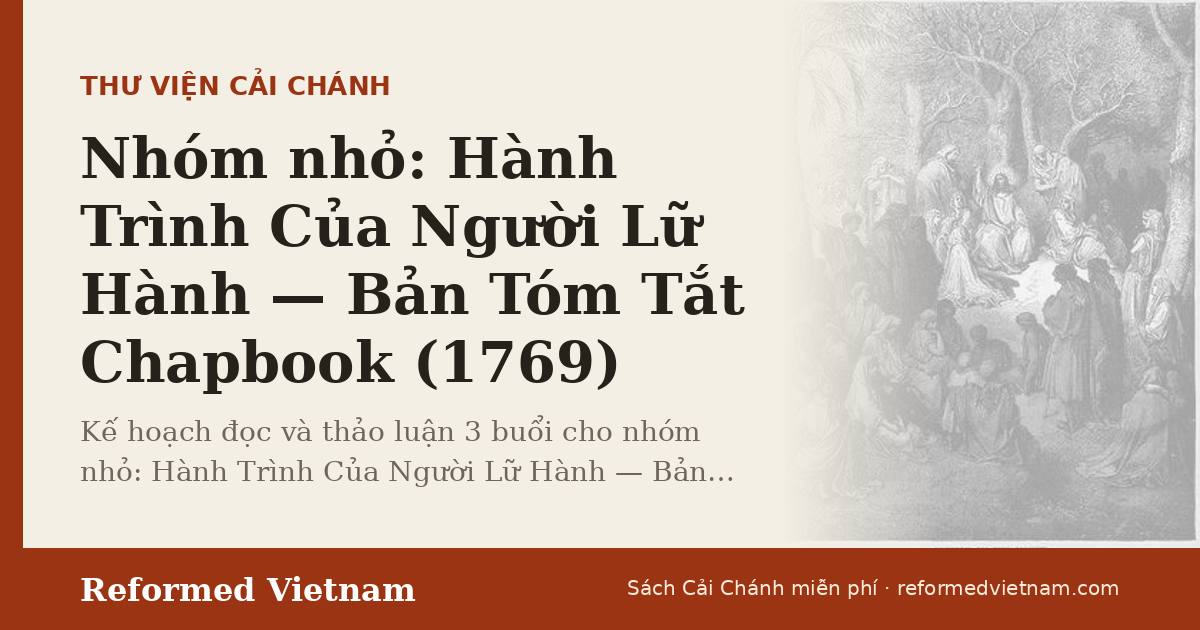 THƯ VIỆN CẢI CHÁNH
Nhóm nhỏ: Hành
Trình Của Người Lữ
Hành — Bản Tóm Tắt
Chapbook (1769)
Kế hoạch đọc và thảo luận 3 buổi cho nhóm
nhỏ: Hành Trình Của Người Lữ Hành — Bản...
Reformed Vietnam
Sách Cải Chánh miễn phí · reformedvietnam.com